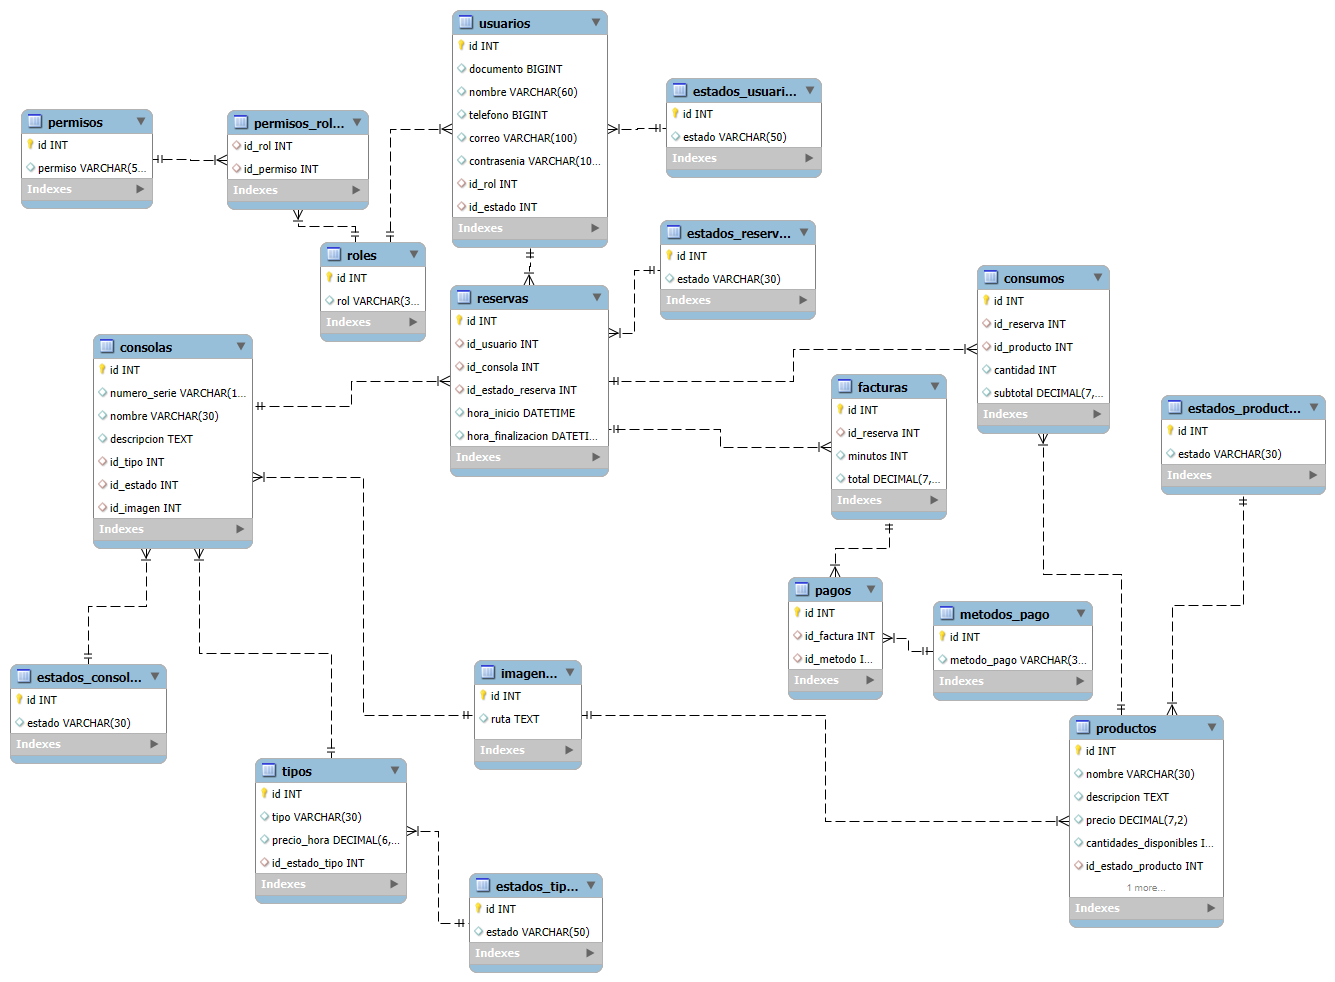 usuarios
id INT
documento BIGINT
nombre VARCHAR(60)
telefono BIGINT
correo VARCHAR(100)
contrasenia VARCHAR(10...
id_rol INT
id_estado INT
Indexes
estados_usuari...
id INT
estado VARCHAR(50)
Indexes
permisos
id INT
permiso VARCHAR(5...
Indexes
permisos_rol...
id_rol INT
id_permiso INT
Indexes
roles
id INT
rol VARCHAR(3...
Indexes
estados_reserv...
id INT
estado VARCHAR(30)
Indexes
reservas
id INT
id_usuario INT
id_consola INT
id_estado_reserva INT
hora_inicio DATETIME
hora_finalizacion DATETI...
Indexes
consumos
id INT
id_reserva INT
id_producto INT
cantidad INT
subtotal DECIMAL(7,...
Indexes
consolas
id INT
numero_serie VARCHAR(1...
nombre VARCHAR(30)
descripcion TEXT
id_tipo INT
id_estado INT
id_imagen INT
Indexes
facturas
id INT
id_reserva INT
minutos INT
total DECIMAL(7,...
Indexes
estados_product...
id INT
estado VARCHAR(30)
Indexes
pagos
id INT
id_factura INT
id_metodo I...
Indexes
metodos_pago
id INT
metodo_pago VARCHAR(3...
Indexes
estados_consol...
id INT
estado VARCHAR(30)
Indexes
imagen...
id INT
ruta TEXT
Indexes
tipos
id INT
tipo VARCHAR(30)
precio_hora DECIMAL(6,...
id_estado_tipo INT
Indexes
productos
id INT
nombre VARCHAR(30)
descripcion TEXT
precio DECIMAL(7,2)
cantidades_disponibles I...
id_estado_producto INT
1 more...
Indexes
estados_tip...
id INT
estado VARCHAR(50)
Indexes